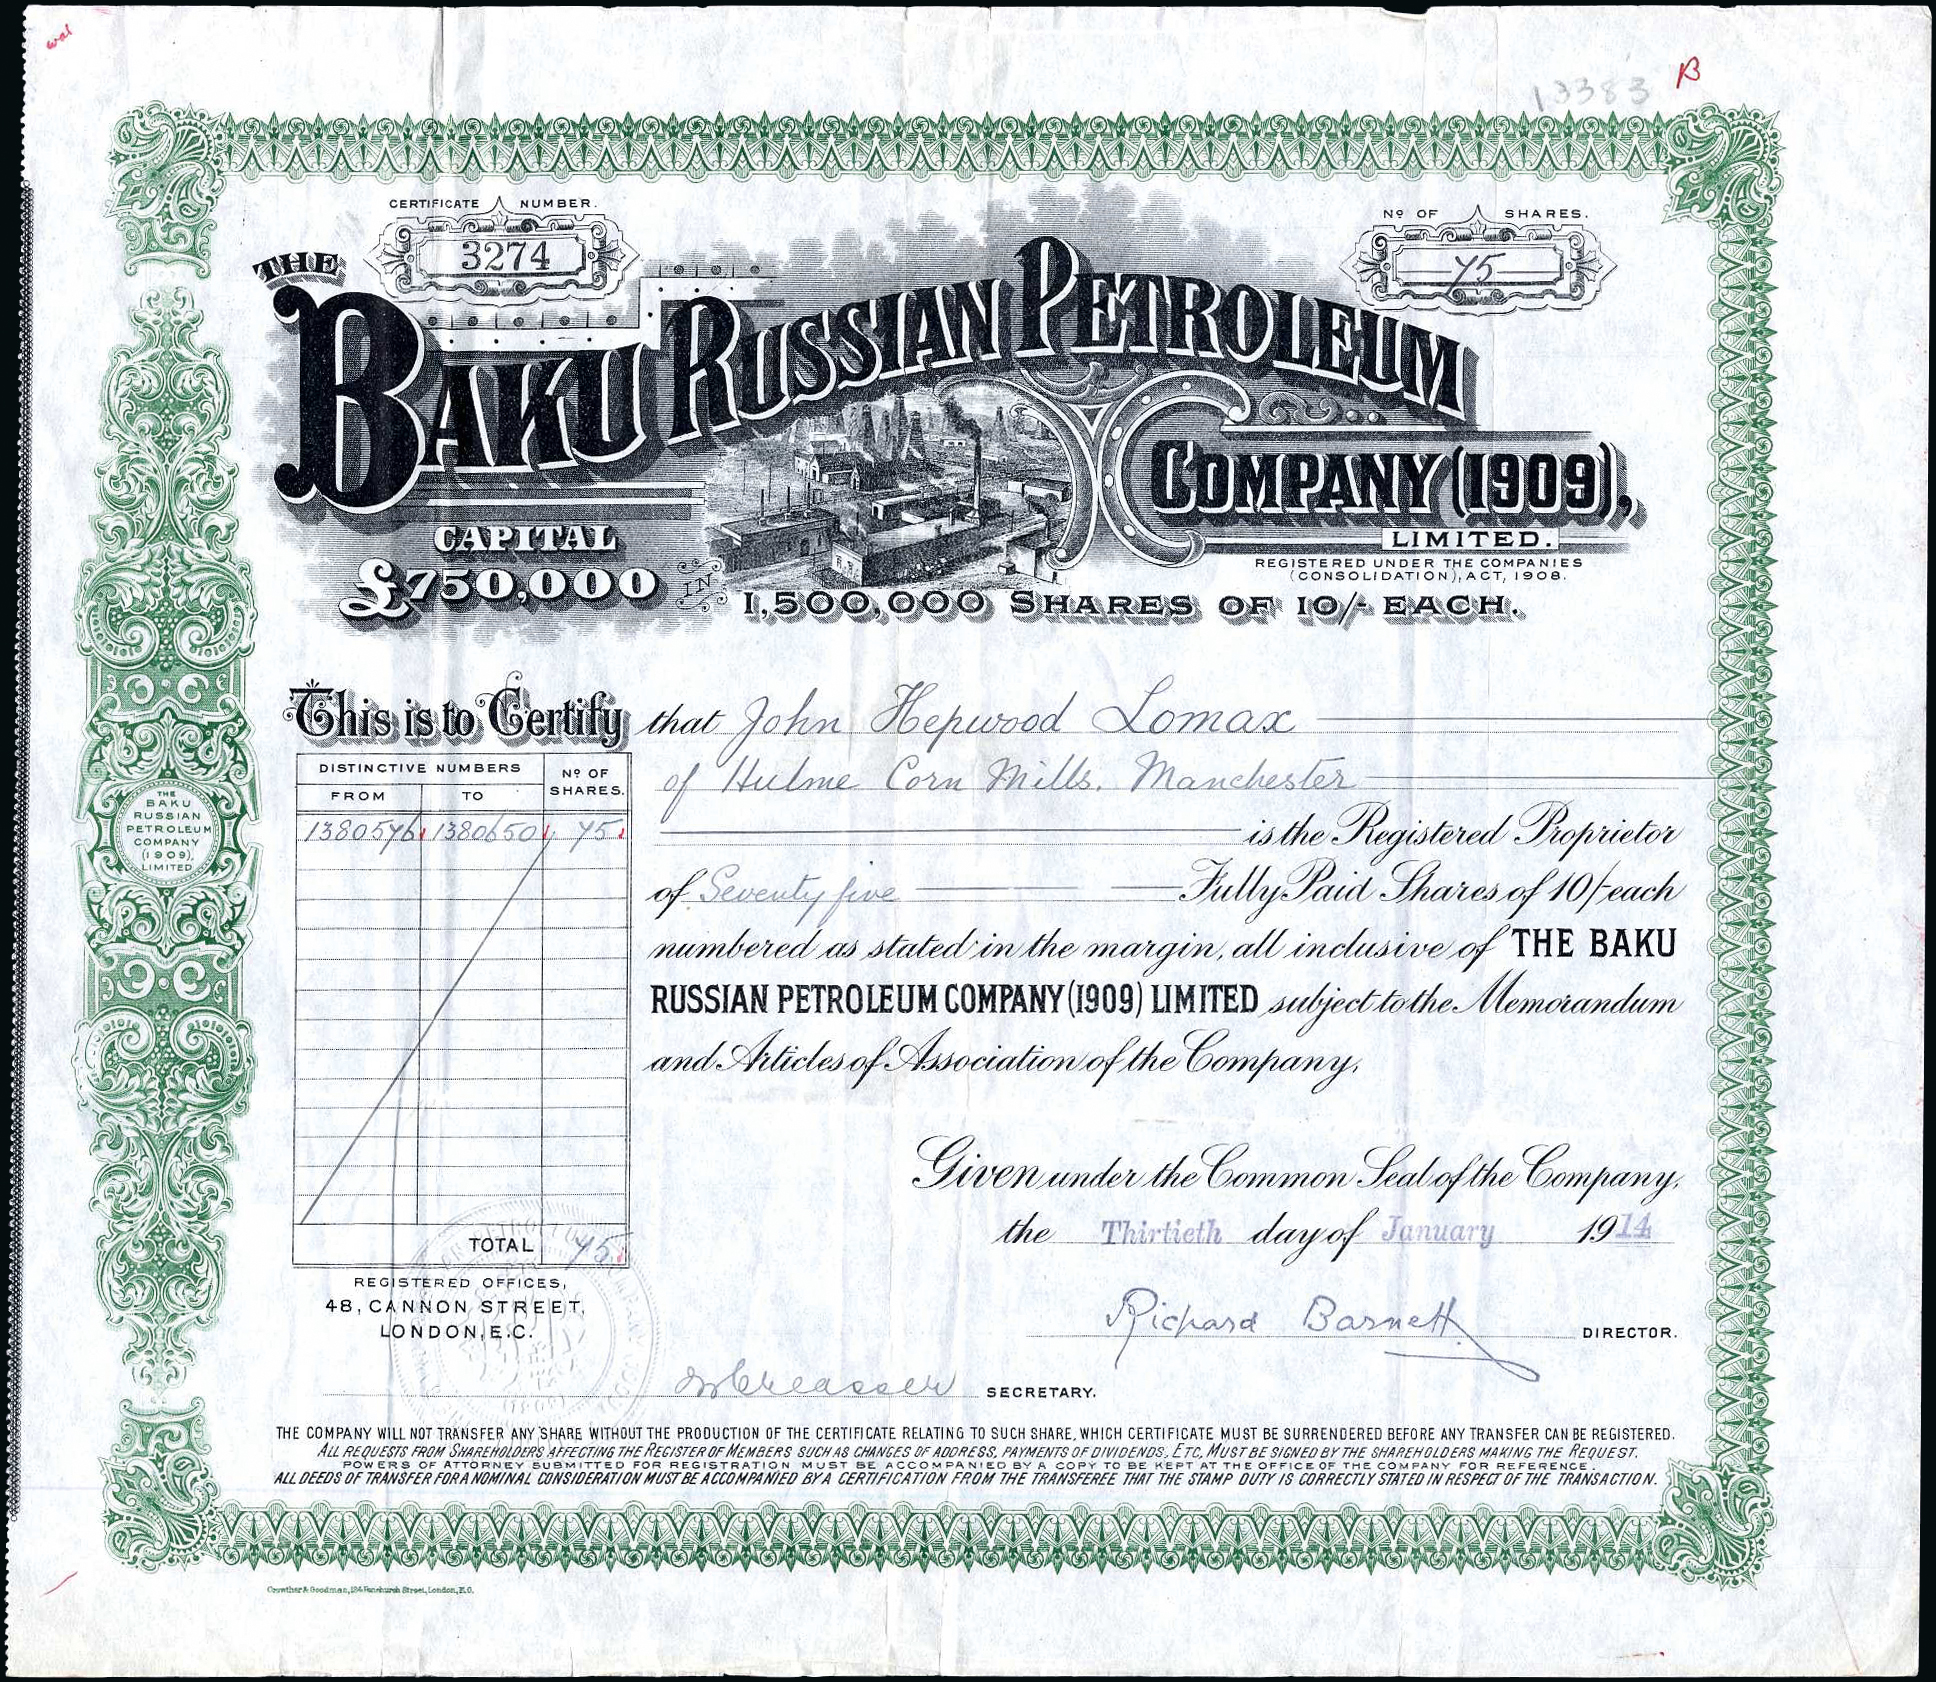 13383
CERTIFICATE NUMBER.
3274
Nº OF SHARES.
75
THE
BAKU RUSSIAN PETROLEUM
COMPANY (1909),
LIMITED.
REGISTERED UNDER THE COMPANIES
(CONSOLIDATION), ACT, 1908.
CAPITAL
£750,000 IN 1,500,000 SHARES OF 10/- EACH.
This is to Certify that John Hepwood Lomax
of Hulme Corn Mills. Manchester
is the Registered Proprietor
of Seventy five Fully Paid Shares of 10/- each
numbered as stated in the margin, all inclusive of THE BAKU
RUSSIAN PETROLEUM COMPANY (1909) LIMITED subject to the Memorandum
and Articles of Association of the Company.
DISTINCTIVE NUMBERS Nº OF SHARES.
FROM TO
1380576 1380650 75
TOTAL 75
THE
BAKU
RUSSIAN
PETROLEUM
COMPANY
(1909),
LIMITED
Given under the Common Seal of the Company,
the Thirtieth day of January 1914
REGISTERED OFFICES,
48, CANNON STREET,
LONDON, E.C.
Richard Barnett DIRECTOR.
SECRETARY.
THE COMPANY WILL NOT TRANSFER ANY SHARE WITHOUT THE PRODUCTION OF THE CERTIFICATE RELATING TO SUCH SHARE, WHICH CERTIFICATE MUST BE SURRENDERED BEFORE ANY TRANSFER CAN BE REGISTERED.
ALL REQUESTS FROM SHAREHOLDERS AFFECTING THE REGISTER OF MEMBERS SUCH AS CHANGES OF ADDRESS, PAYMENTS OF DIVIDENDS, ETC, MUST BE SIGNED BY THE SHAREHOLDERS MAKING THE REQUEST.
POWERS OF ATTORNEY SUBMITTED FOR REGISTRATION MUST BE ACCOMPANIED BY A COPY TO BE KEPT AT THE OFFICE OF THE COMPANY FOR REFERENCE.
ALL DEEDS OF TRANSFER FOR A NOMINAL CONSIDERATION MUST BE ACCOMPANIED BY A CERTIFICATION FROM THE TRANSFEREE THAT THE STAMP DUTY IS CORRECTLY STATED IN RESPECT OF THE TRANSACTION.
Crowther & Goodman, 124 Fenchurch Street, London, E.C.